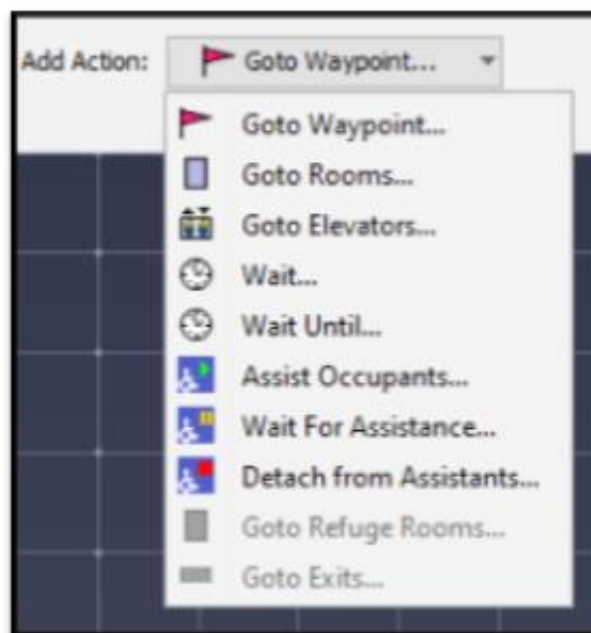 Add Action: Goto Waypoint...
Goto Waypoint...
Goto Rooms...
Goto Elevators...
Wait...
Wait Until...
Assist Occupants...
Wait For Assistance...
Detach from Assistants...
Goto Refuge Rooms...
Goto Exits...